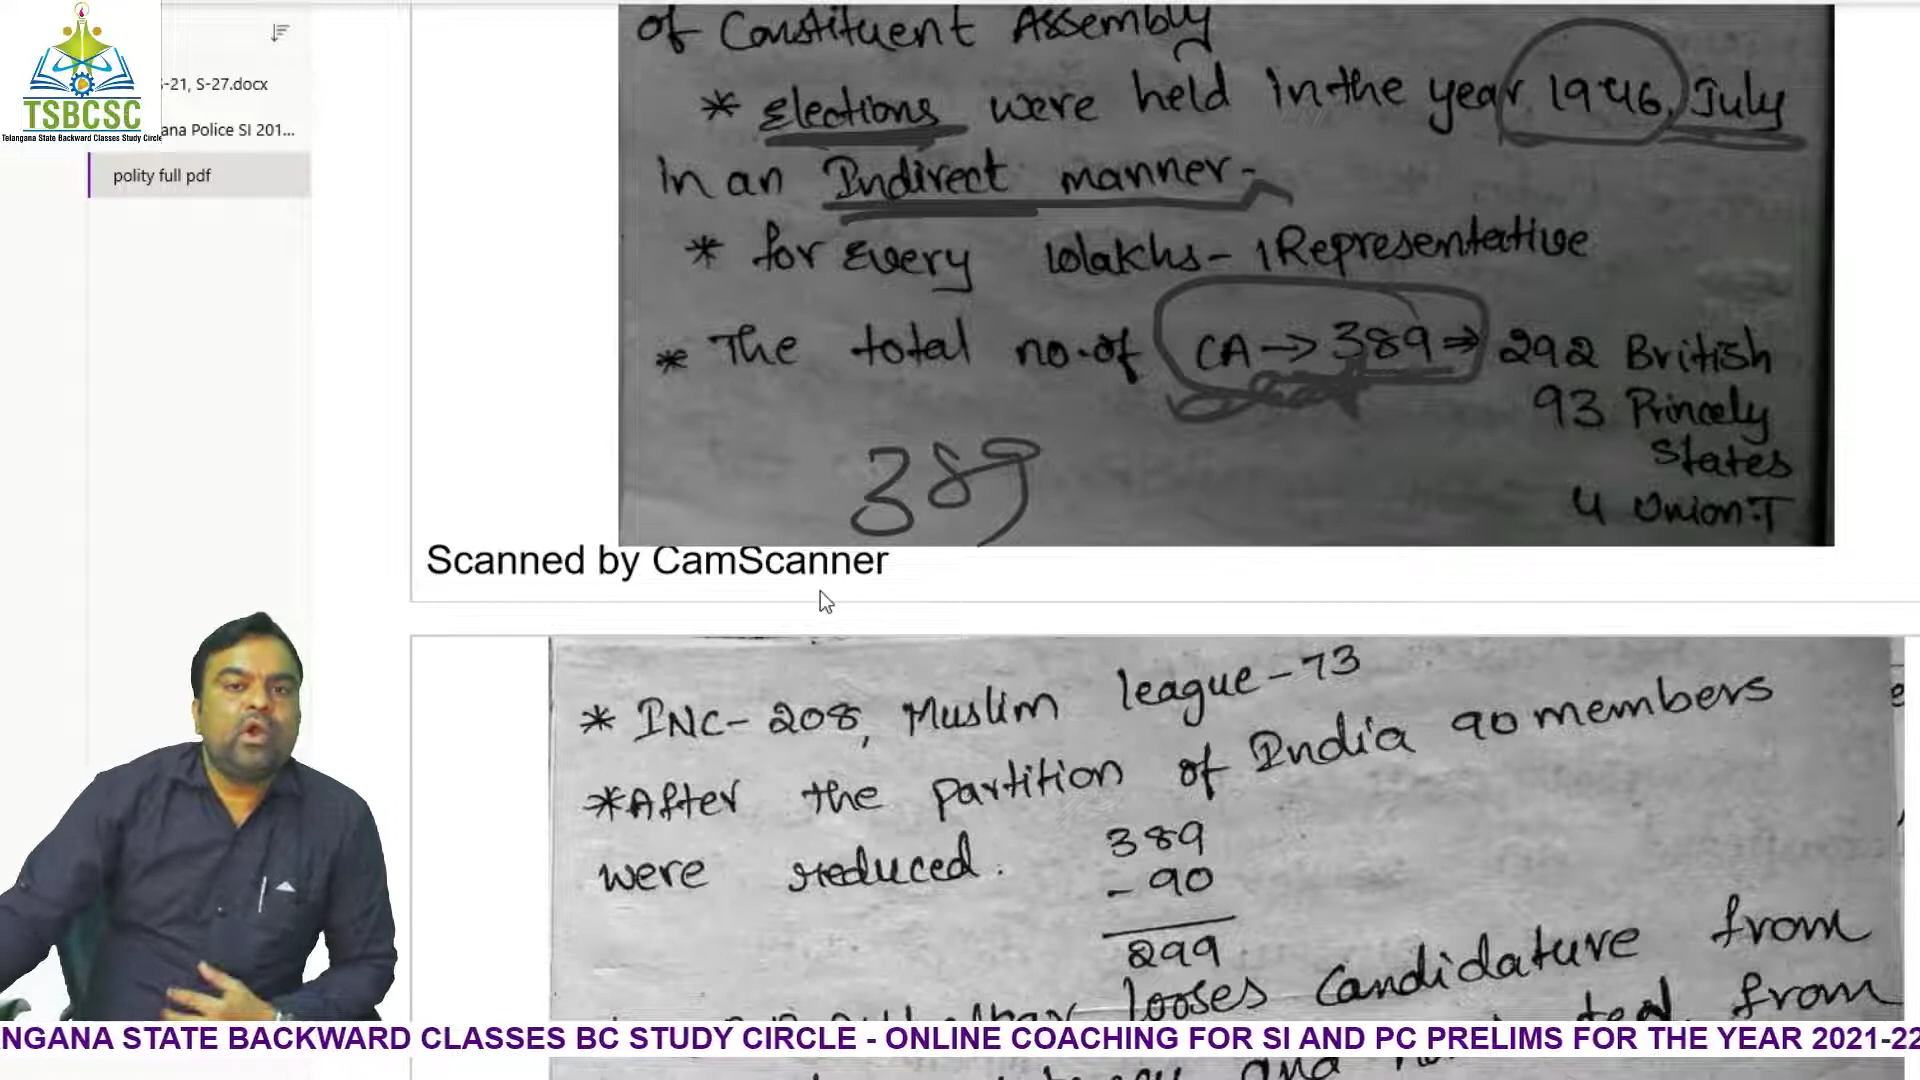 TSBCSC
Telangana State Backward Classes Study Circle
-21, S-27.docx
ana Police SI 201...
polity full pdf
of Constituent Assembly
* Elections were held in the year 1946, July
In an Indirect manner-
* for every 10lakhs- 1Representative
* The total no.of CA → 389 ⇒ 292 British
93 Princely
States
4 Union.T
389
Scanned by CamScanner
* INC- 208, Muslim league-73
*After the partition of India 90 members
were reduced. 389
- 90
299
looses candidature from
from
and
NGANA STATE BACKWARD CLASSES BC STUDY CIRCLE - ONLINE COACHING FOR SI AND PC PRELIMS FOR THE YEAR 2021-22